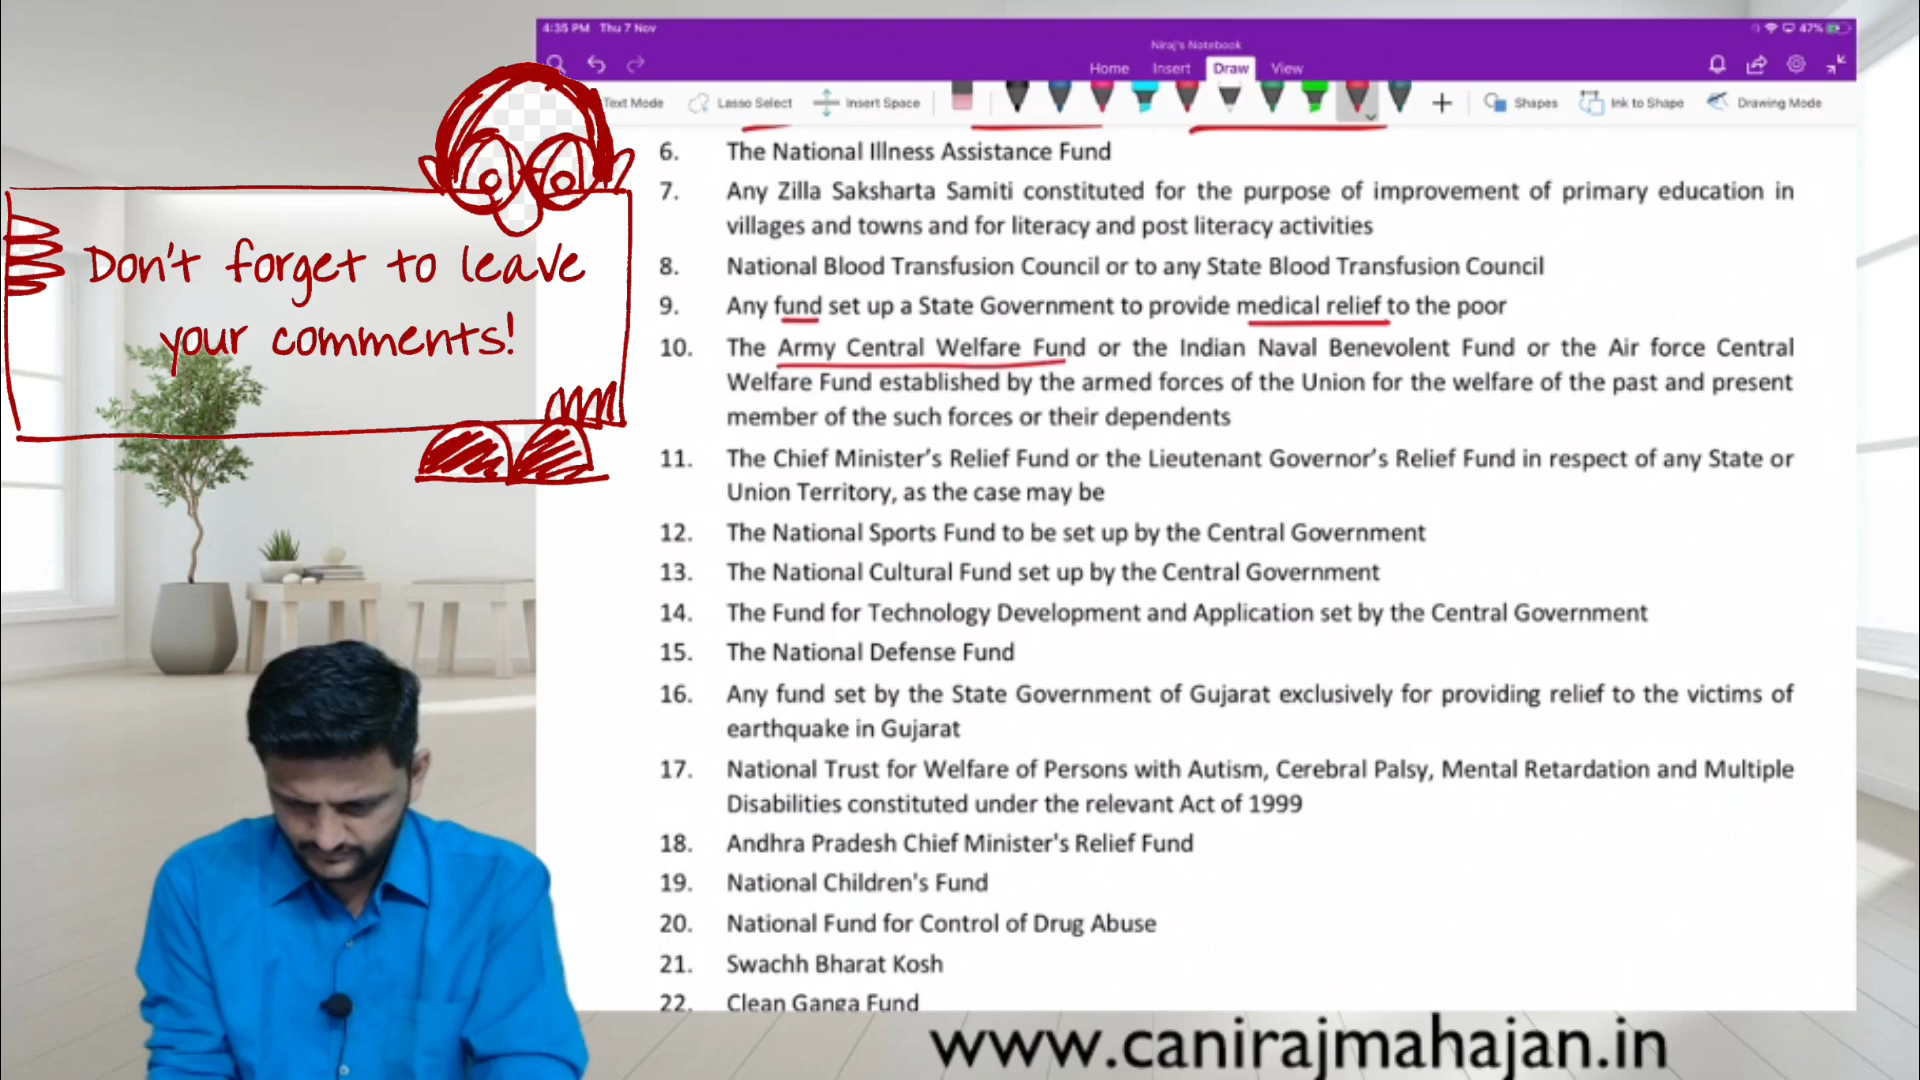 4:35 PM Thu 7 Nov
47%
Niraj's Notebook
Home Insert Draw View
Text Mode Lasso Select Insert Space Shapes Ink to Shape Drawing Mode
Don't forget to leave
your comments!
6. The National Illness Assistance Fund
7. Any Zilla Saksharta Samiti constituted for the purpose of improvement of primary education in
villages and towns and for literacy and post literacy activities
8. National Blood Transfusion Council or to any State Blood Transfusion Council
9. Any fund set up a State Government to provide medical relief to the poor
10. The Army Central Welfare Fund or the Indian Naval Benevolent Fund or the Air force Central
Welfare Fund established by the armed forces of the Union for the welfare of the past and present
member of the such forces or their dependents
11. The Chief Minister's Relief Fund or the Lieutenant Governor's Relief Fund in respect of any State or
Union Territory, as the case may be
12. The National Sports Fund to be set up by the Central Government
13. The National Cultural Fund set up by the Central Government
14. The Fund for Technology Development and Application set by the Central Government
15. The National Defense Fund
16. Any fund set by the State Government of Gujarat exclusively for providing relief to the victims of
earthquake in Gujarat
17. National Trust for Welfare of Persons with Autism, Cerebral Palsy, Mental Retardation and Multiple
Disabilities constituted under the relevant Act of 1999
18. Andhra Pradesh Chief Minister's Relief Fund
19. National Children's Fund
20. National Fund for Control of Drug Abuse
21. Swachh Bharat Kosh
22. Clean Ganga Fund
www.canirajmahajan.in